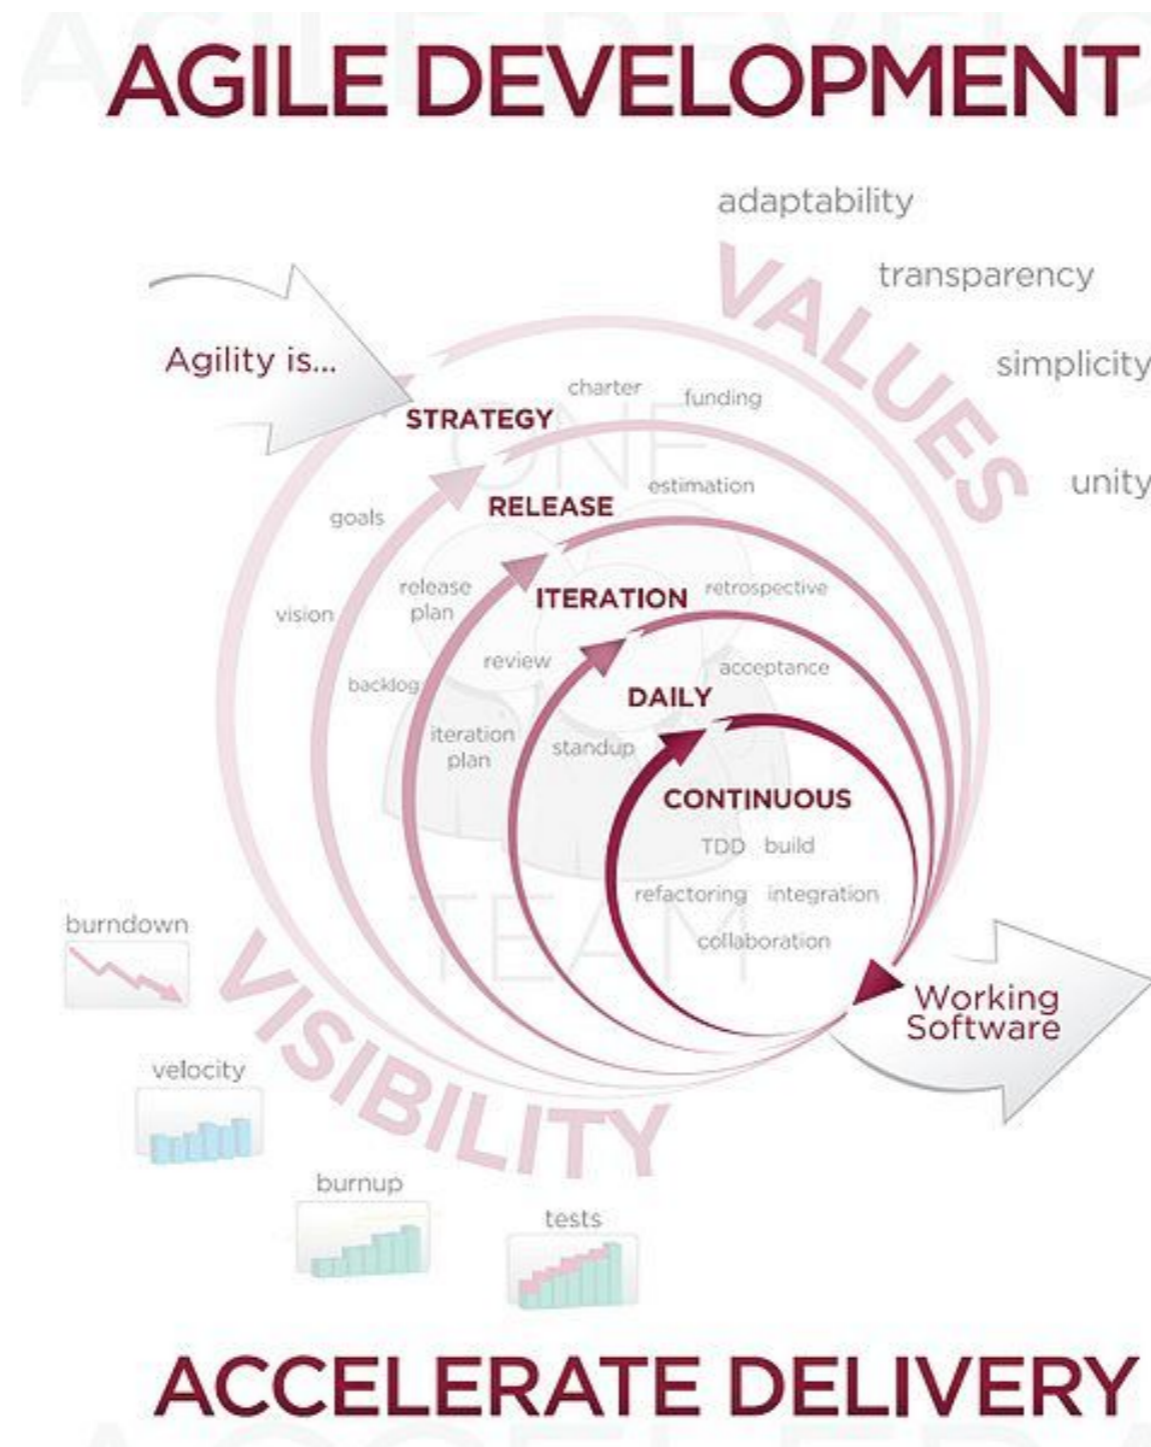 AGILE DEVELOPMENT
adaptability
VALUES
transparency
simplicity
unity
Agility is...
STRATEGY
charter
funding
ONE
goals
vision
RELEASE
estimation
release
plan
backlog
ITERATION
retrospective
review
iteration
plan
DAILY
acceptance
standup
CONTINUOUS
TDD build
refactoring integration
collaboration
TEAM
Working
Software
VISIBILITY
burndown
velocity
burnup
tests
ACCELERATE DELIVERY